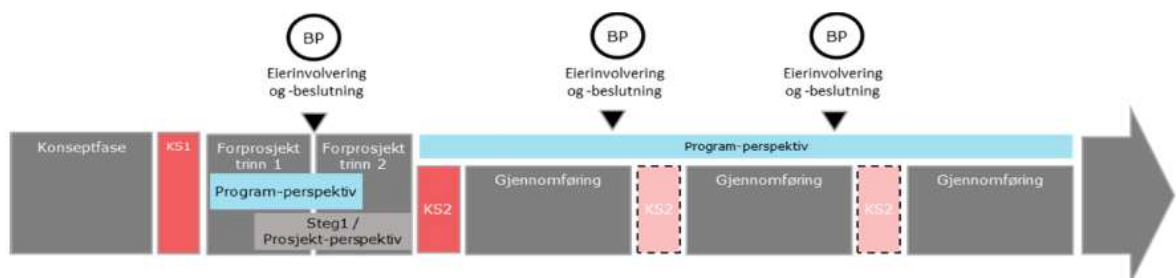 BP
Eierinvolvering
og -beslutning
BP
Eierinvolvering
og -beslutning
BP
Eierinvolvering
og -beslutning
Konseptfase
KS1
Forprosjekt
trinn 1
Forprosjekt
trinn 2
Program-perspektiv
Steg1 /
Prosjekt-perspektiv
Program-perspektiv
KS2
Gjennomføring
KS2
Gjennomføring
KS2
Gjennomføring